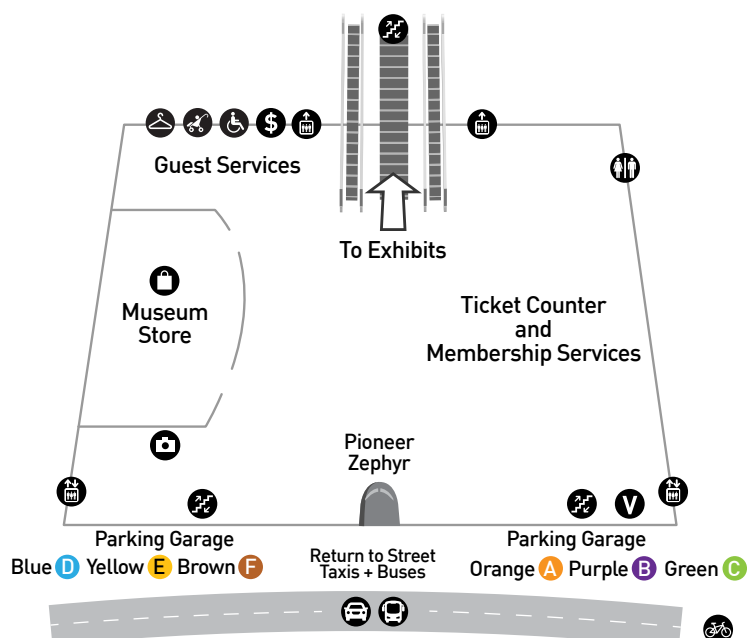 $
Guest Services
To Exhibits
Museum
Store
Ticket Counter
and
Membership Services
Pioneer
Zephyr
V
Parking Garage
Blue D Yellow E Brown F
Return to Street
Taxis + Buses
Parking Garage
Orange A Purple B Green C